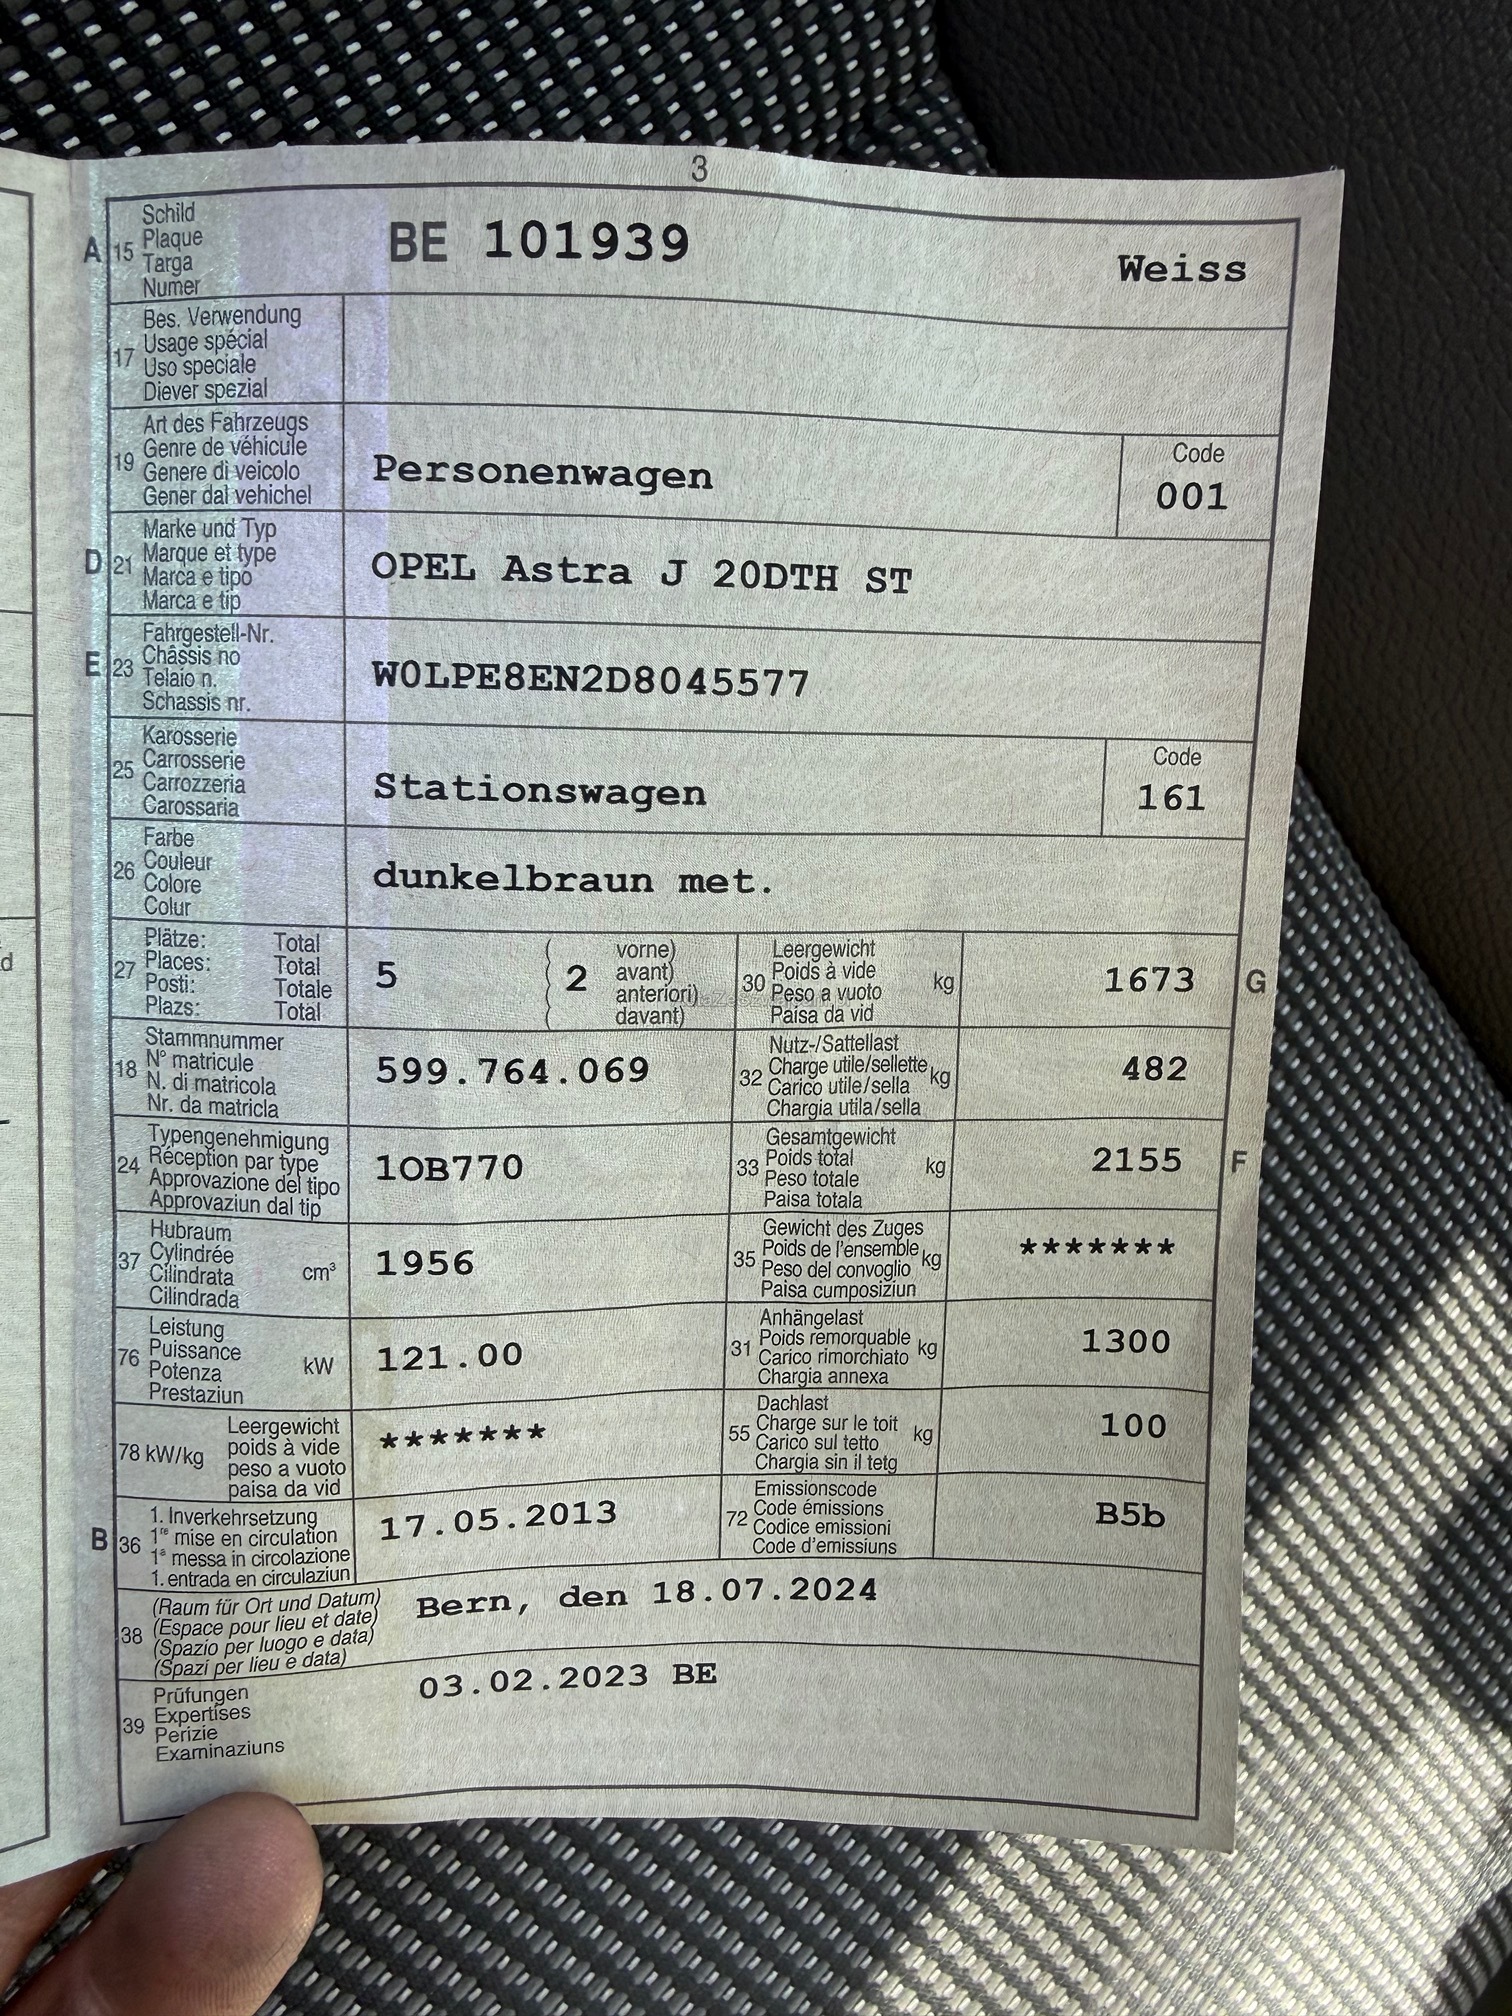 3
A 15 Schild Plaque Targa Numer BE 101939 Weiss
17 Bes. Verwendung
Usage spécial
Uso speciale
Diever spezial
19 Art des Fahrzeugs
Genre de véhicule
Genere di veicolo
Gener dal vehichel
Personenwagen
Code
001
D 21 Marke und Typ
Marque et type
Marca e tipo
Marca e tip
OPEL Astra J 20DTH ST
E 23 Fahrgestell-Nr.
Châssis no
Telaio n.
Schassis nr.
W0LPE8EN2D8045577
25 Karosserie
Carrosserie
Carrozzeria
Carossaria
Stationswagen
Code
161
26 Farbe
Couleur
Colore
Colur
dunkelbraun met.
27 Plätze: Total
Places: Total
Posti: Totale
Plazs: Total
5 ( 2 vorne)
avant)
anteriori)
davant)
30 Leergewicht
Poids à vide
Peso a vuoto
Paisa da vid
kg 1673 G
18 Stammnummer
N° matricule
N. di matricola
Nr. da matricla
599.764.069
32 Nutz-/Sattellast
Charge utile/sellette
Carico utile/sella
Chargia utila/sella
kg 482
24 Typengenehmigung
Réception par type
Approvazione del tipo
Approvaziun dal tip
1OB770
33 Gesamtgewicht
Poids total
Peso totale
Paisa totala
kg 2155 F
37 Hubraum
Cylindrée
Cilindrata
Cilindrada
cm³ 1956
35 Gewicht des Zuges
Poids de l'ensemble
Peso del convoglio
Paisa cumposiziun
kg *******
76 Leistung
Puissance
Potenza
Prestaziun
kW 121.00
31 Anhängelast
Poids remorquable
Carico rimorchiato
Chargia annexa
kg 1300
78 kW/kg Leergewicht
poids à vide
peso a vuoto
paisa da vid
*******
55 Dachlast
Charge sur le toit
Carico sul tetto
Chargia sin il tetg
kg 100
B 36 1. Inverkehrsetzung
1re mise en circulation
1a messa in circolazione
1. entrada en circulaziun
17.05.2013
72 Emissionscode
Code émissions
Codice emissioni
Code d'emissiuns
B5b
38 (Raum für Ort und Datum)
(Espace pour lieu et date)
(Spazio per luogo e data)
(Spazi per lieu e data)
Bern, den 18.07.2024
39 Prüfungen
Expertises
Perizie
Examinaziuns
03.02.2023 BE